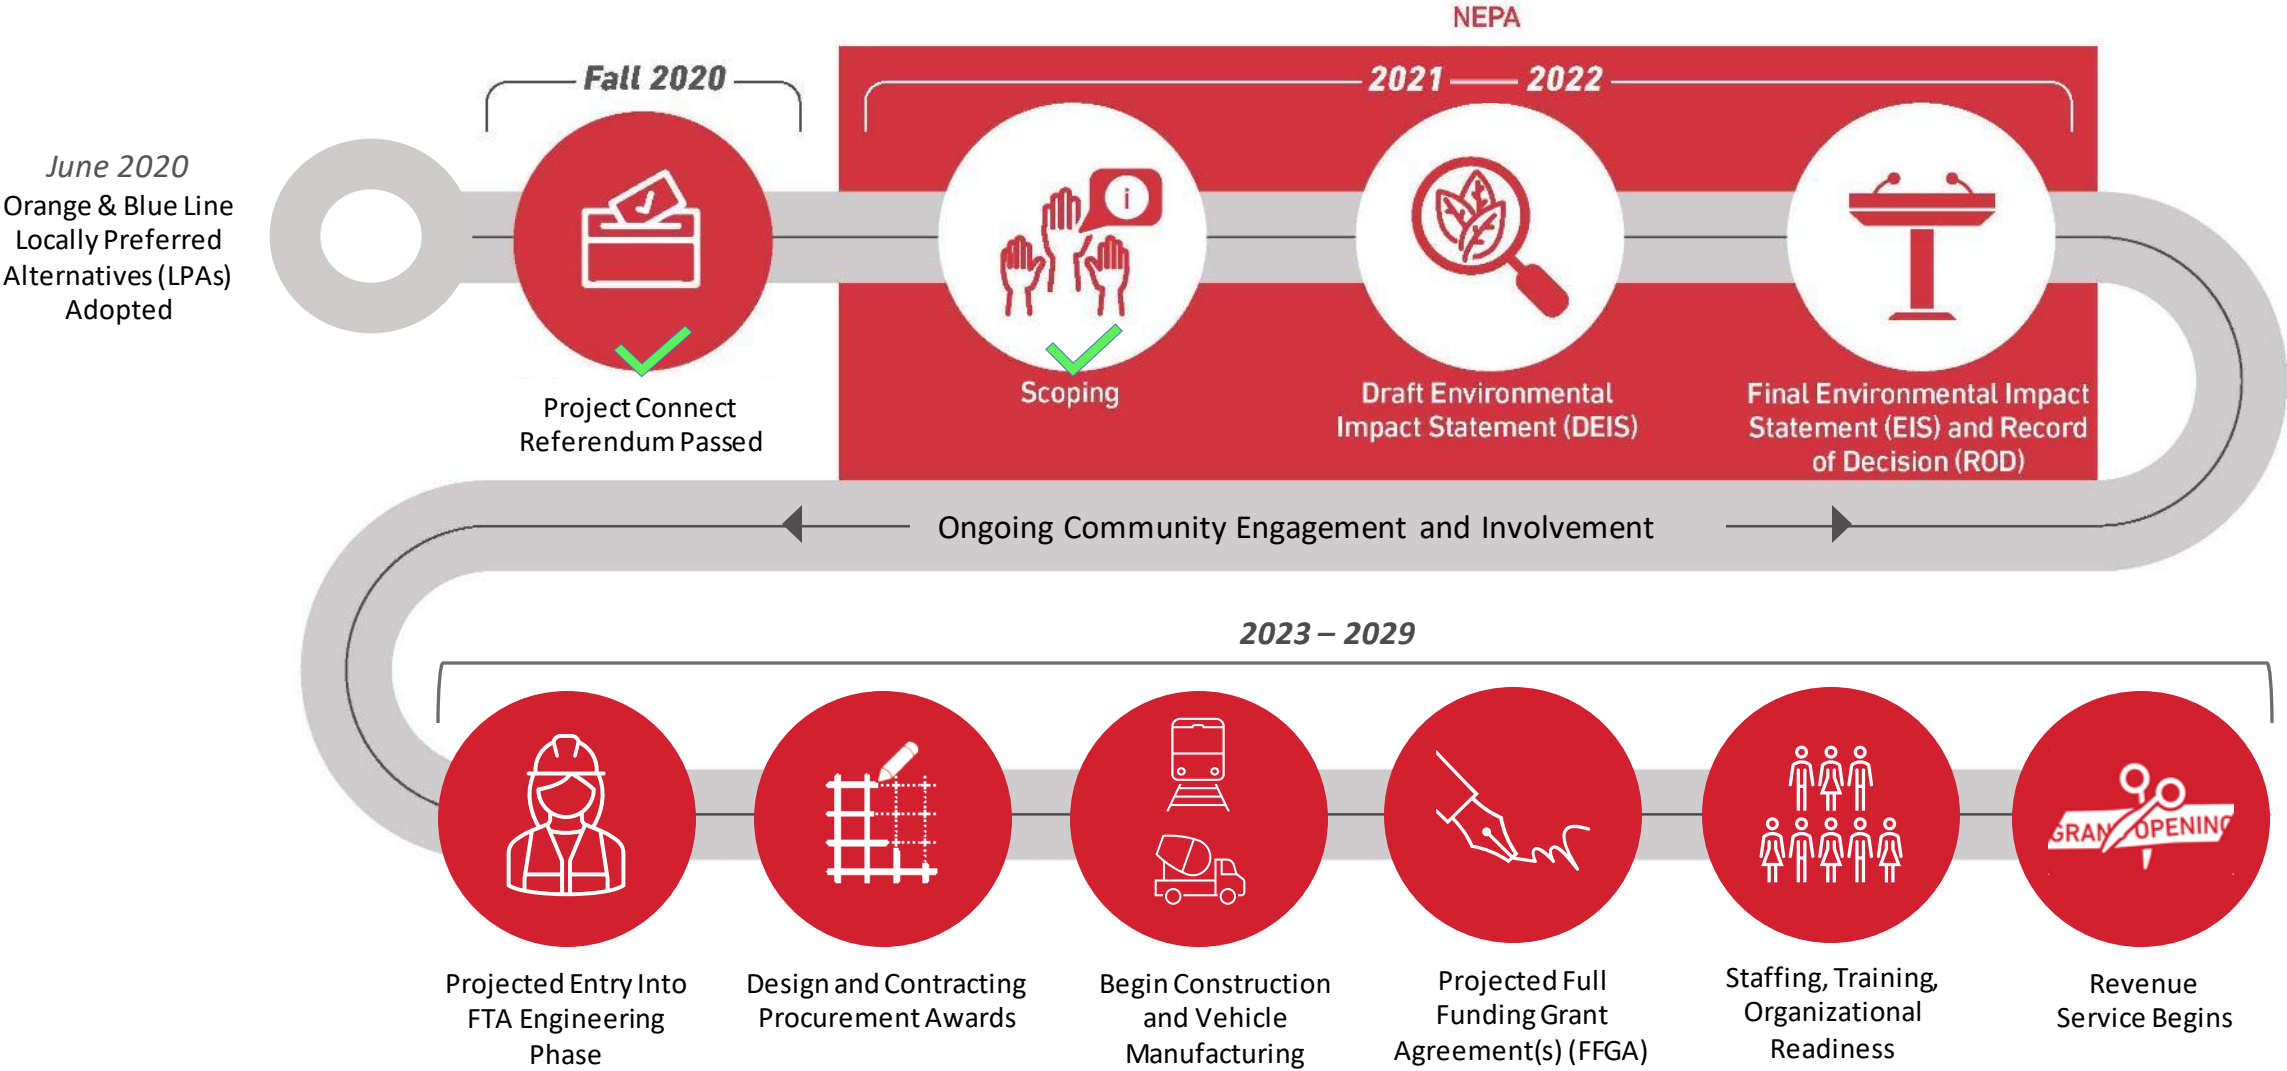 NEPA
Fall 2020
2021 — 2022
June 2020
Orange & Blue Line
Locally Preferred
Alternatives (LPAs)
Adopted
i
Project Connect
Referendum Passed
Scoping
Draft Environmental
Impact Statement (DEIS)
Final Environmental Impact
Statement (EIS) and Record
of Decision (ROD)
Ongoing Community Engagement and Involvement
2023 – 2029
GRAN OPENING
Projected Entry Into
FTA Engineering
Phase
Design and Contracting
Procurement Awards
Begin Construction
and Vehicle
Manufacturing
Projected Full
Funding Grant
Agreement(s) (FFGA)
Staffing, Training,
Organizational
Readiness
Revenue
Service Begins